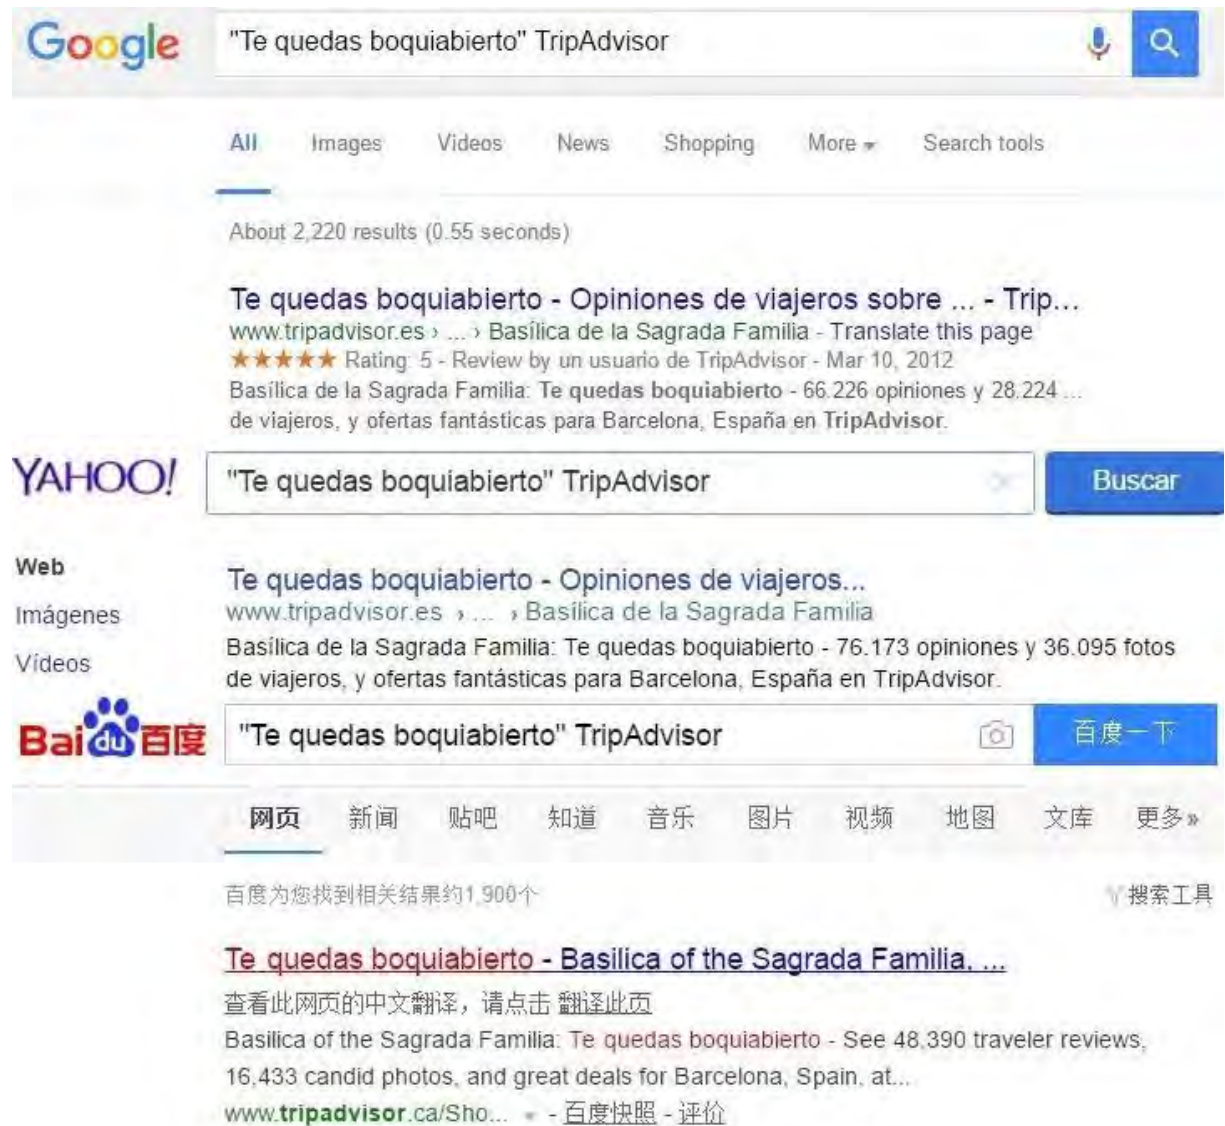 Google "Te quedas boquiabierto" TripAdvisor
All Images Videos News Shopping More Search tools
About 2,220 results (0.55 seconds)
Te quedas boquiabierto - Opiniones de viajeros sobre ... - Trip...
www.tripadvisor.es › ... › Basílica de la Sagrada Familia - Translate this page
★★★★★ Rating: 5 - Review by un usuario de TripAdvisor - Mar 10, 2012
Basílica de la Sagrada Familia: Te quedas boquiabierto - 66.226 opiniones y 28.224 ...
de viajeros, y ofertas fantásticas para Barcelona, España en TripAdvisor.
YAHOO! "Te quedas boquiabierto" TripAdvisor Buscar
Web
Te quedas boquiabierto - Opiniones de viajeros...
Imágenes
www.tripadvisor.es › ... › Basílica de la Sagrada Familia
Vídeos
Basílica de la Sagrada Familia: Te quedas boquiabierto - 76.173 opiniones y 36.095 fotos
de viajeros, y ofertas fantásticas para Barcelona, España en TripAdvisor.
Bai du 百度 "Te quedas boquiabierto" TripAdvisor 百度一下
网页 新闻 贴吧 知道 音乐 图片 视频 地图 文库 更多»
百度为您找到相关结果约1,900个 搜索工具
Te quedas boquiabierto - Basilica of the Sagrada Familia, ...
查看此网页的中文翻译，请点击 翻译此页
Basilica of the Sagrada Familia: Te quedas boquiabierto - See 48,390 traveler reviews,
16,433 candid photos, and great deals for Barcelona, Spain, at...
www.tripadvisor.ca/Sho... - 百度快照 - 评价